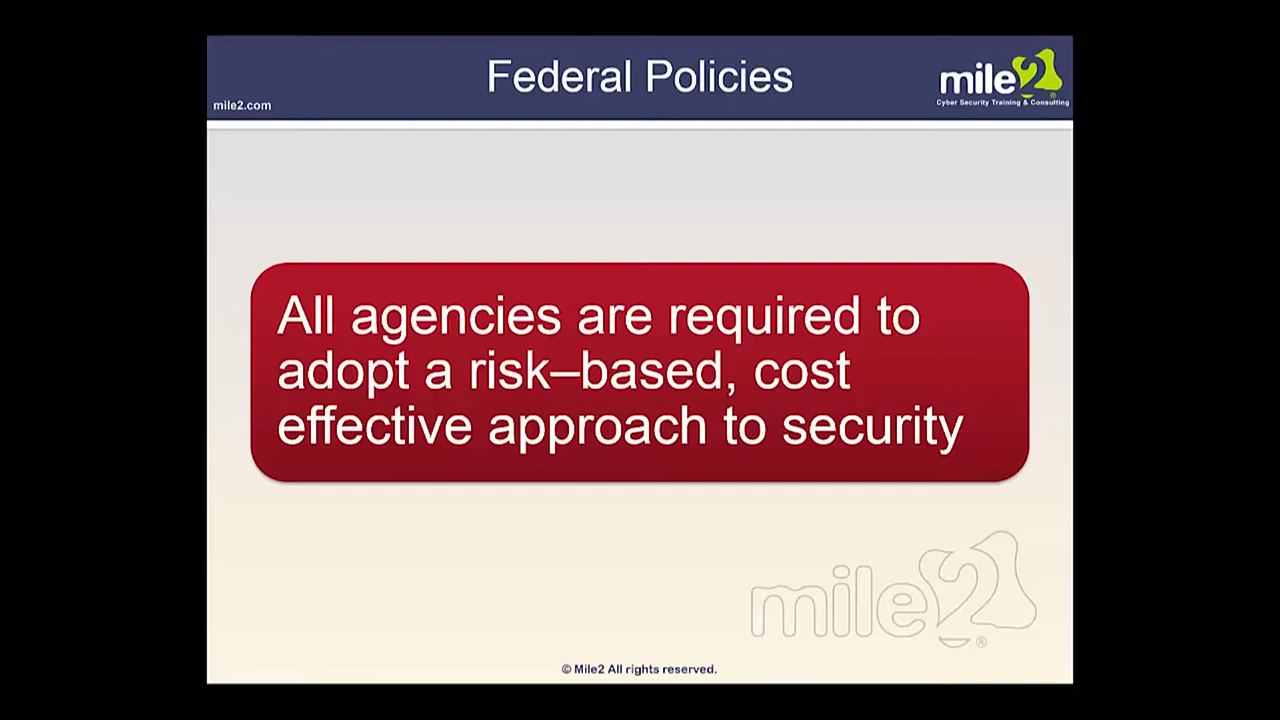 Federal Policies
mile2.com
mile2®
Cyber Security Training & Consulting
All agencies are required to
adopt a risk–based, cost
effective approach to security
mile2®
© Mile2 All rights reserved.